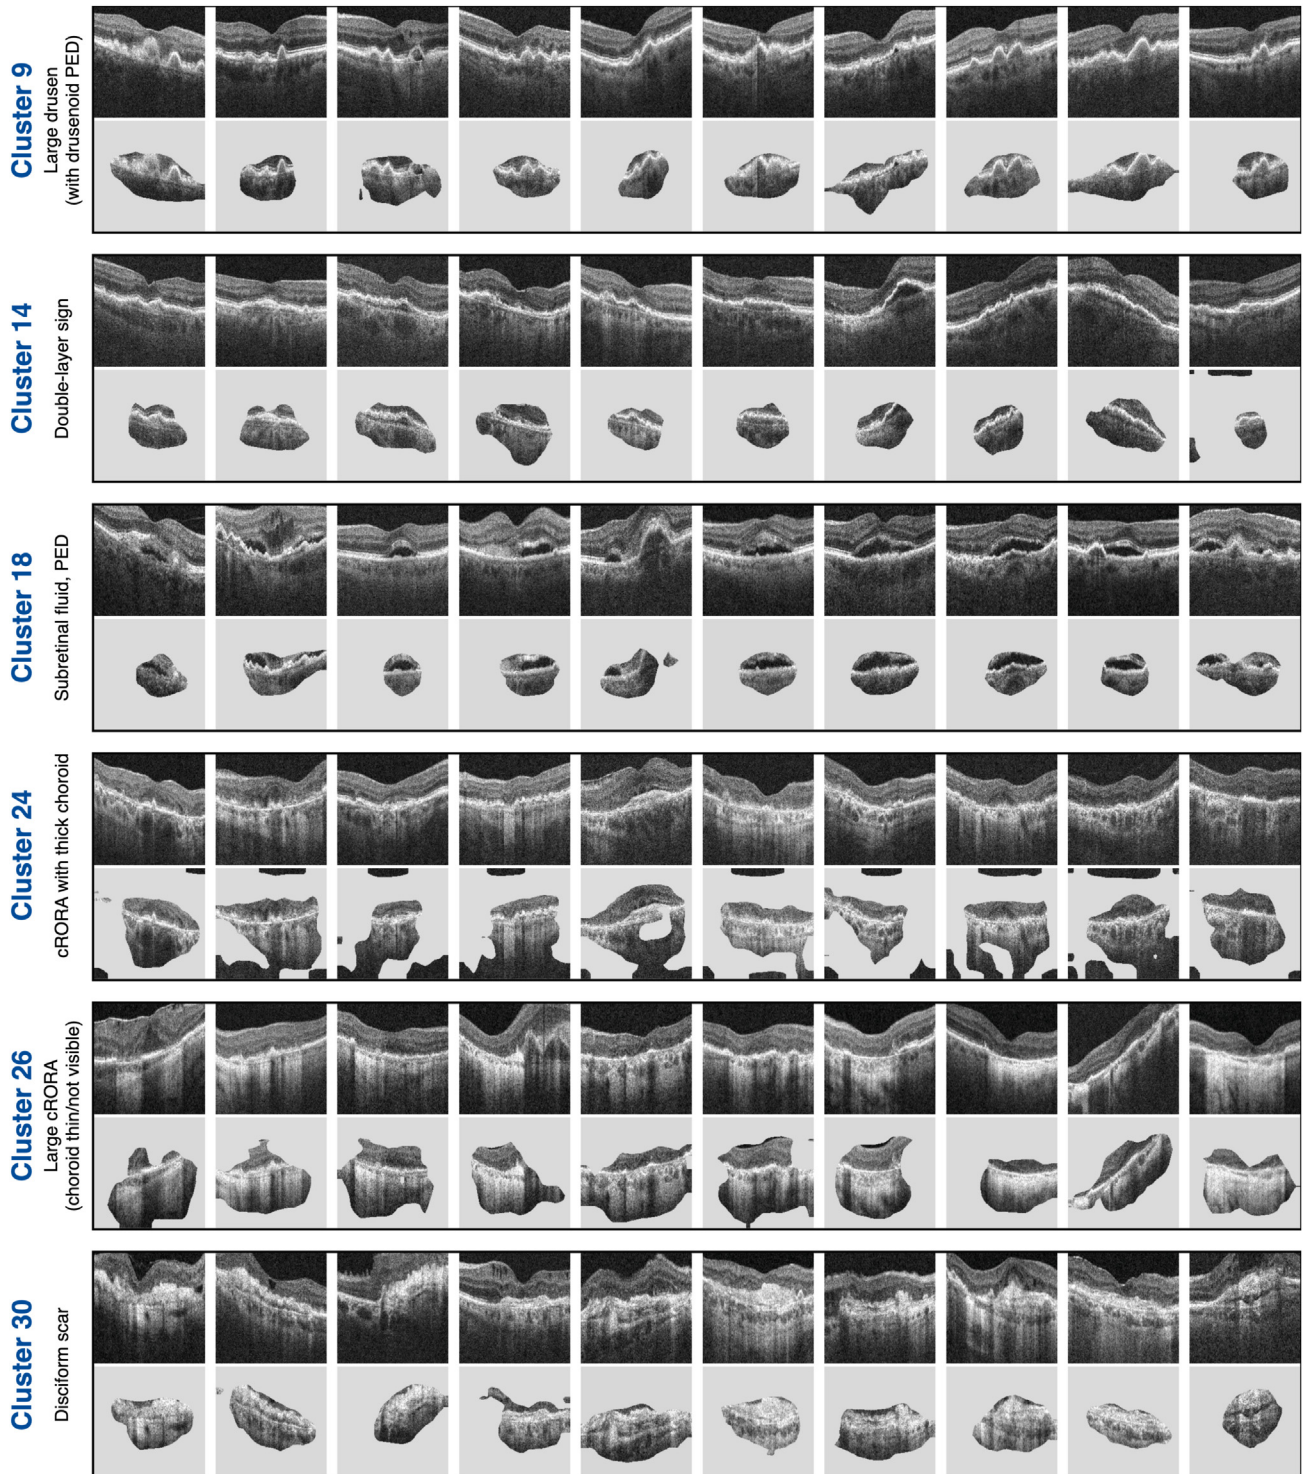 Cluster 9
Large drusen
(with drusenoid PED)
Cluster 14
Double-layer sign
Cluster 18
Subretinal fluid, PED
Cluster 24
cRORA with thick choroid
Cluster 26
Large cRORA
(choroid thin/not visible)
Cluster 30
Disciform scar